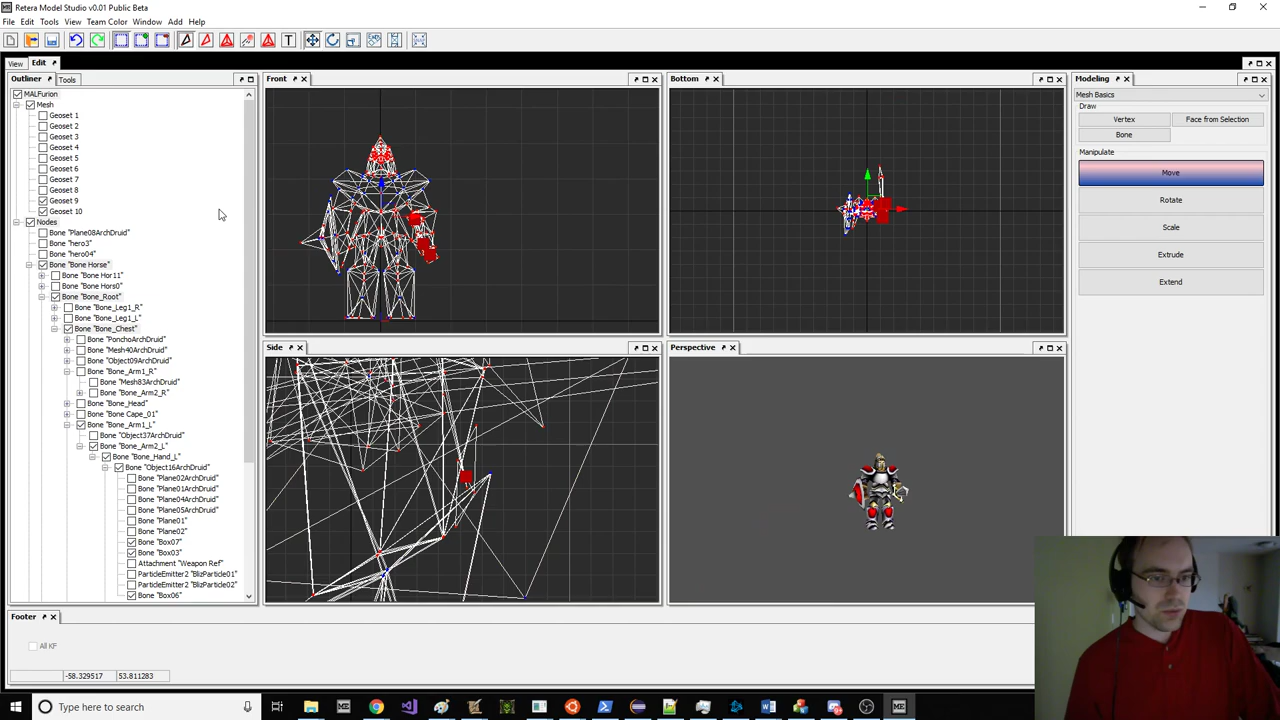 Retera Model Studio v0.01 Public Beta
File Edit Tools View Team Color Window Add Help
View Edit
Outliner Tools
MALFurion
Mesh
Geoset 1
Geoset 2
Geoset 3
Geoset 4
Geoset 5
Geoset 6
Geoset 7
Geoset 8
Geoset 9
Geoset 10
Nodes
Bone "Plane08ArchDruid"
Bone "hero3"
Bone "hero04"
Bone "Bone Horse"
Bone "Bone Hor11"
Bone "Bone Hors0"
Bone "Bone_Root"
Bone "Bone_Leg1_R"
Bone "Bone_Leg1_L"
Bone "Bone_Chest"
Bone "PonchoArchDruid"
Bone "Mesh40ArchDruid"
Bone "Object09ArchDruid"
Bone "Bone_Arm1_R"
Bone "Mesh83ArchDruid"
Bone "Bone_Arm2_R"
Bone "Bone_Head"
Bone "Bone Cape_01"
Bone "Bone_Arm1_L"
Bone "Object37ArchDruid"
Bone "Bone_Arm2_L"
Bone "Bone_Hand_L"
Bone "Object16ArchDruid"
Bone "Plane02ArchDruid"
Bone "Plane01ArchDruid"
Bone "Plane04ArchDruid"
Bone "Plane05ArchDruid"
Bone "Plane01"
Bone "Plane02"
Bone "Box07"
Bone "Box03"
Attachment "Weapon Ref"
ParticleEmitter2 "BlizParticle01"
ParticleEmitter2 "BlizParticle02"
Bone "Box06"
Front
Bottom
Side
Perspective
Modeling
Mesh Basics
Draw
Vertex Face from Selection
Bone
Manipulate
Move
Rotate
Scale
Extrude
Extend
Footer
All KF
-58.329517 53.811283
Type here to search